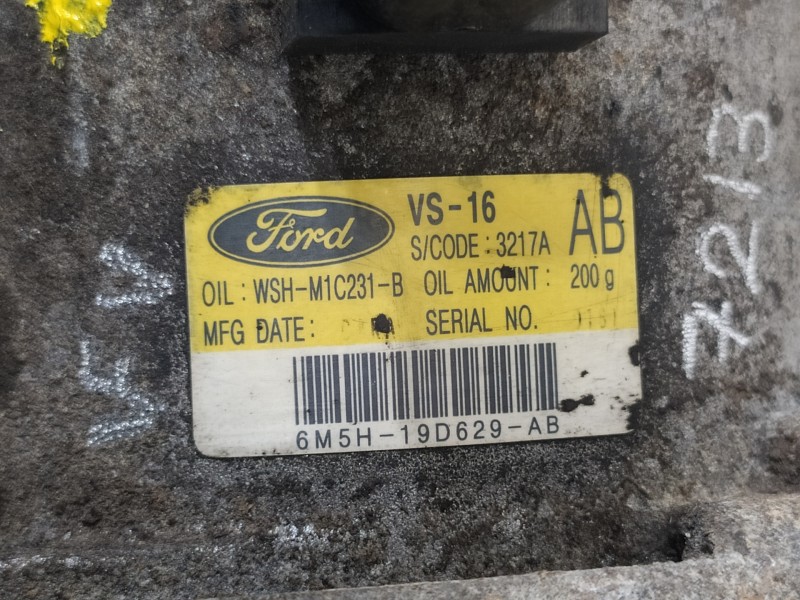 Ford VS-16 AB
S/CODE : 3217A
OIL : WSH-M1C231-B OIL AMOUNT : 200 g
MFG DATE : SERIAL NO.
6M5H-19D629-AB
7213